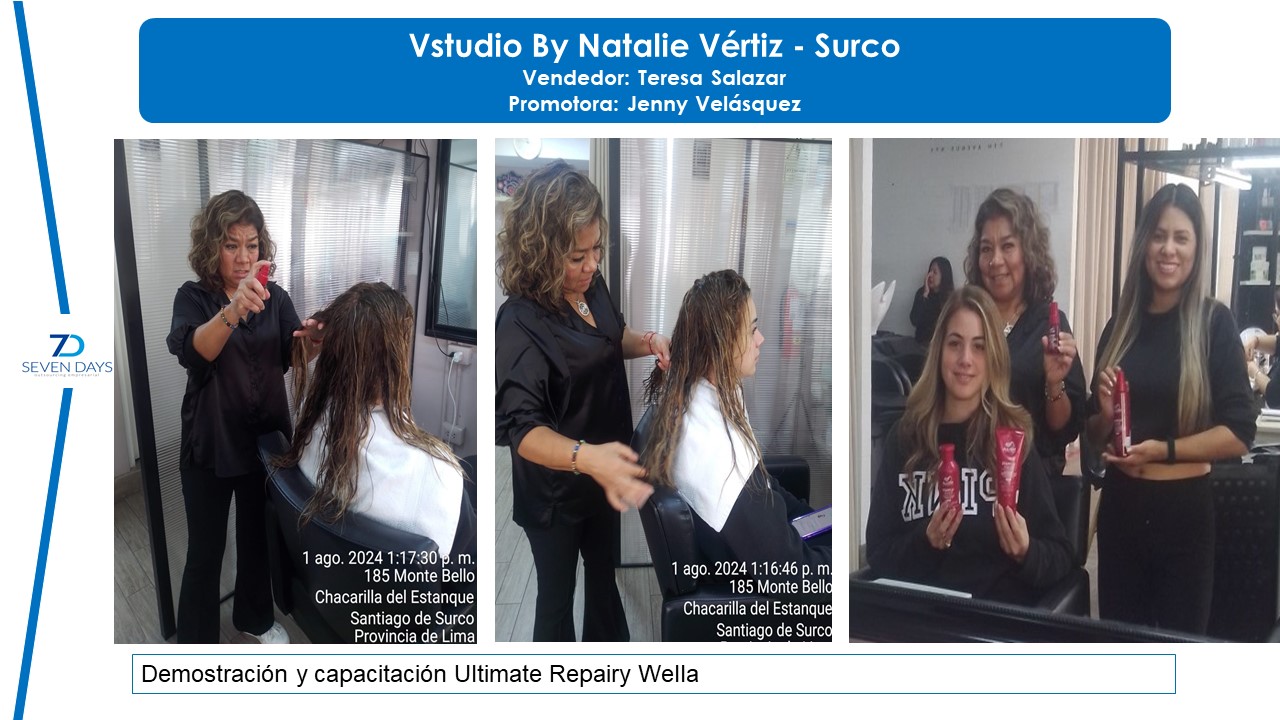 Vstudio By Natalie Vértiz - Surco
Vendedor: Teresa Salazar
Promotora: Jenny Velásquez
7D
SEVEN DAYS
1 ago. 2024 1:17:30 p. m.
185 Monte Bello
Chacarilla del Estanque
Santiago de Surco
Provincia de Lima
1 ago. 2024 1:16:46 p. m.
185 Monte Bello
Chacarilla del Estanque
Santiago de Surco
PINK
Demostración y capacitación Ultimate Repairy Wella